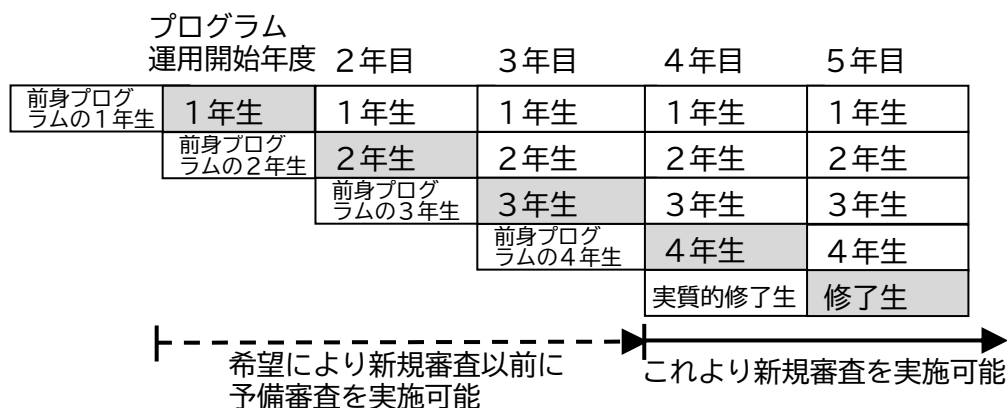 プログラム
運用開始年度 2年目 3年目 4年目 5年目
前身プログ
ラムの1年生 1年生 1年生 1年生 1年生 1年生
前身プログ
ラムの2年生 2年生 2年生 2年生 2年生
前身プログ
ラムの3年生 3年生 3年生 3年生
前身プログ
ラムの4年生 4年生 4年生
実質的修了生 修了生
希望により新規審査以前に
予備審査を実施可能
これより新規審査を実施可能